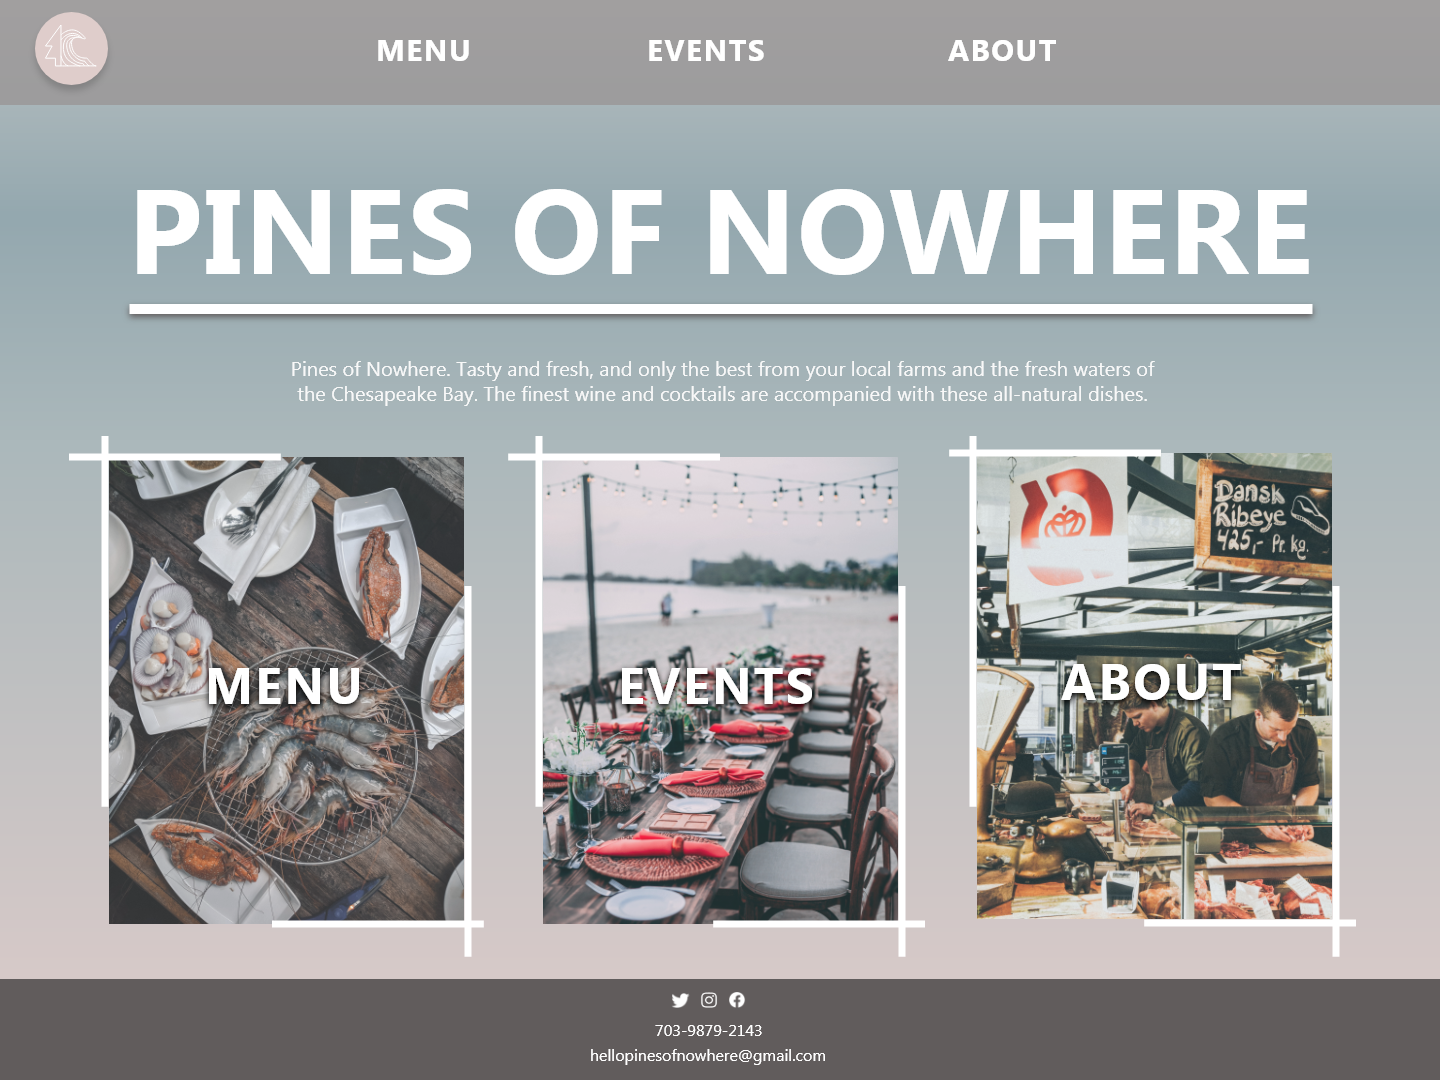 MENU
EVENTS
ABOUT
PINES OF NOWHERE
Pines of Nowhere. Tasty and fresh, and only the best from your local farms and the fresh waters of
the Chesapeake Bay. The finest wine and cocktails are accompanied with these all-natural dishes.
MENU
EVENTS
Dansk
Ribeye
425,- Pr. kg.
ABOUT
703-9879-2143
hellopinesofnowhere@gmail.com